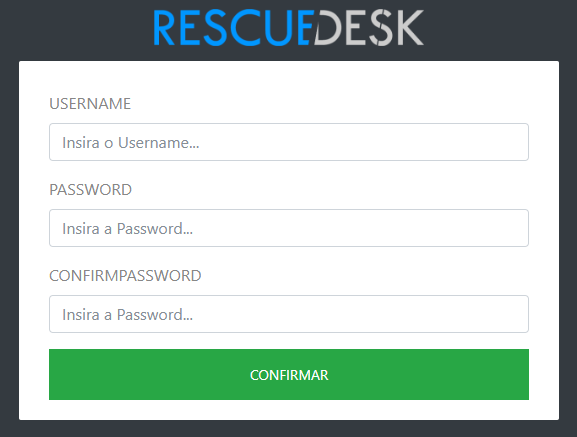 RESCUEDESK
USERNAME
Insira o Username...
PASSWORD
Insira a Password...
CONFIRMPASSWORD
Insira a Password...
CONFIRMAR